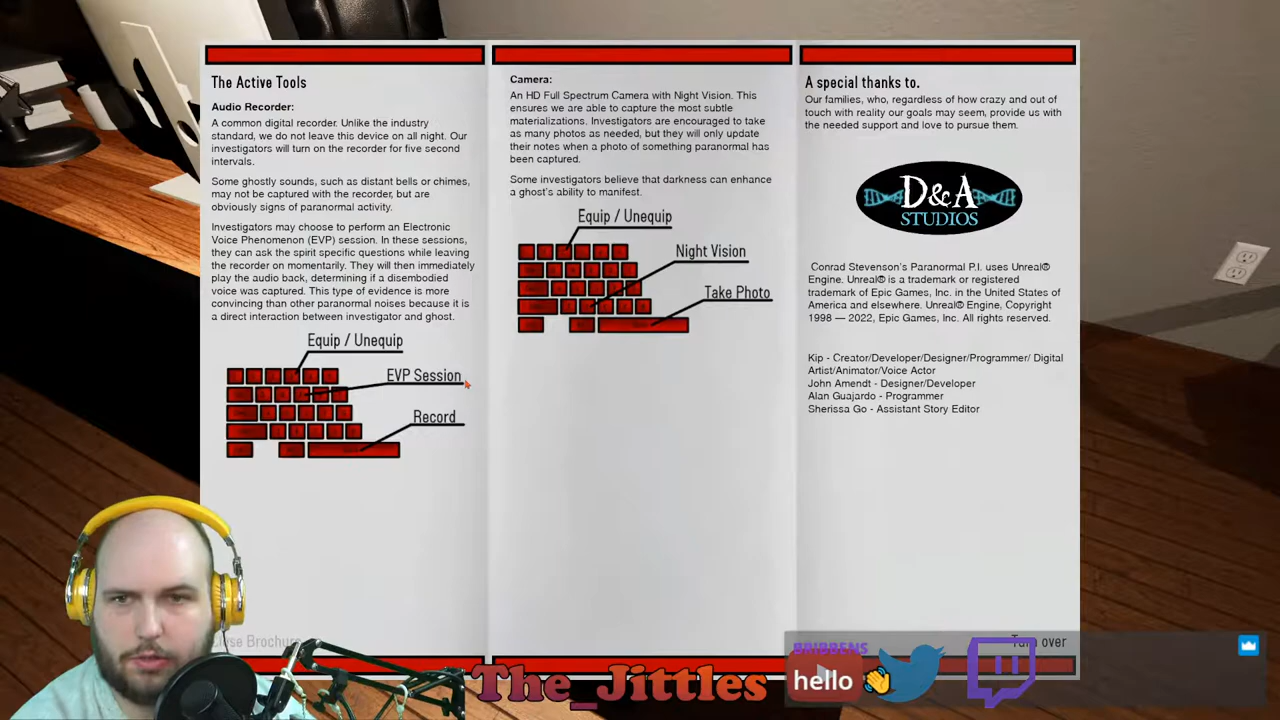 The Active Tools
Audio Recorder:
A common digital recorder. Unlike the industry
standard, we do not leave this device on all night. Our
investigators will turn on the recorder for five second
intervals.
Some ghostly sounds, such as distant bells or chimes,
may not be captured with the recorder, but are
obviously signs of paranormal activity.
Investigators may choose to perform an Electronic
Voice Phenomenon (EVP) session. In these sessions,
they can ask the spirit specific questions while leaving
the recorder on momentarily. They will then immediately
play the audio back, determining if a disembodied
voice was captured. This type of evidence is more
convincing than other paranormal noises because it is
a direct interaction between investigator and ghost.
Equip / Unequip
EVP Session
Record
Camera:
An HD Full Spectrum Camera with Night Vision. This
ensures we are able to capture the most subtle
materializations. Investigators are encouraged to take
as many photos as needed, but they will only update
their notes when a photo of something paranormal has
been captured.
Some investigators believe that darkness can enhance
a ghost's ability to manifest.
Equip / Unequip
Night Vision
Take Photo
A special thanks to.
Our families, who, regardless of how crazy and out of
touch with reality our goals may seem, provide us with
the needed support and love to pursue them.
D&A
STUDIOS
Conrad Stevenson's Paranormal P.I. uses Unreal®
Engine. Unreal® is a trademark or registered
trademark of Epic Games, Inc. in the United States of
America and elsewhere. Unreal® Engine, Copyright
1998 — 2022, Epic Games, Inc. All rights reserved.
Kip - Creator/Developer/Designer/Programmer/ Digital
Artist/Animator/Voice Actor
John Amendt - Designer/Developer
Alan Guajardo - Programmer
Sherissa Go - Assistant Story Editor
Brochure
over
BRIBBENS
hello
The_Jittles